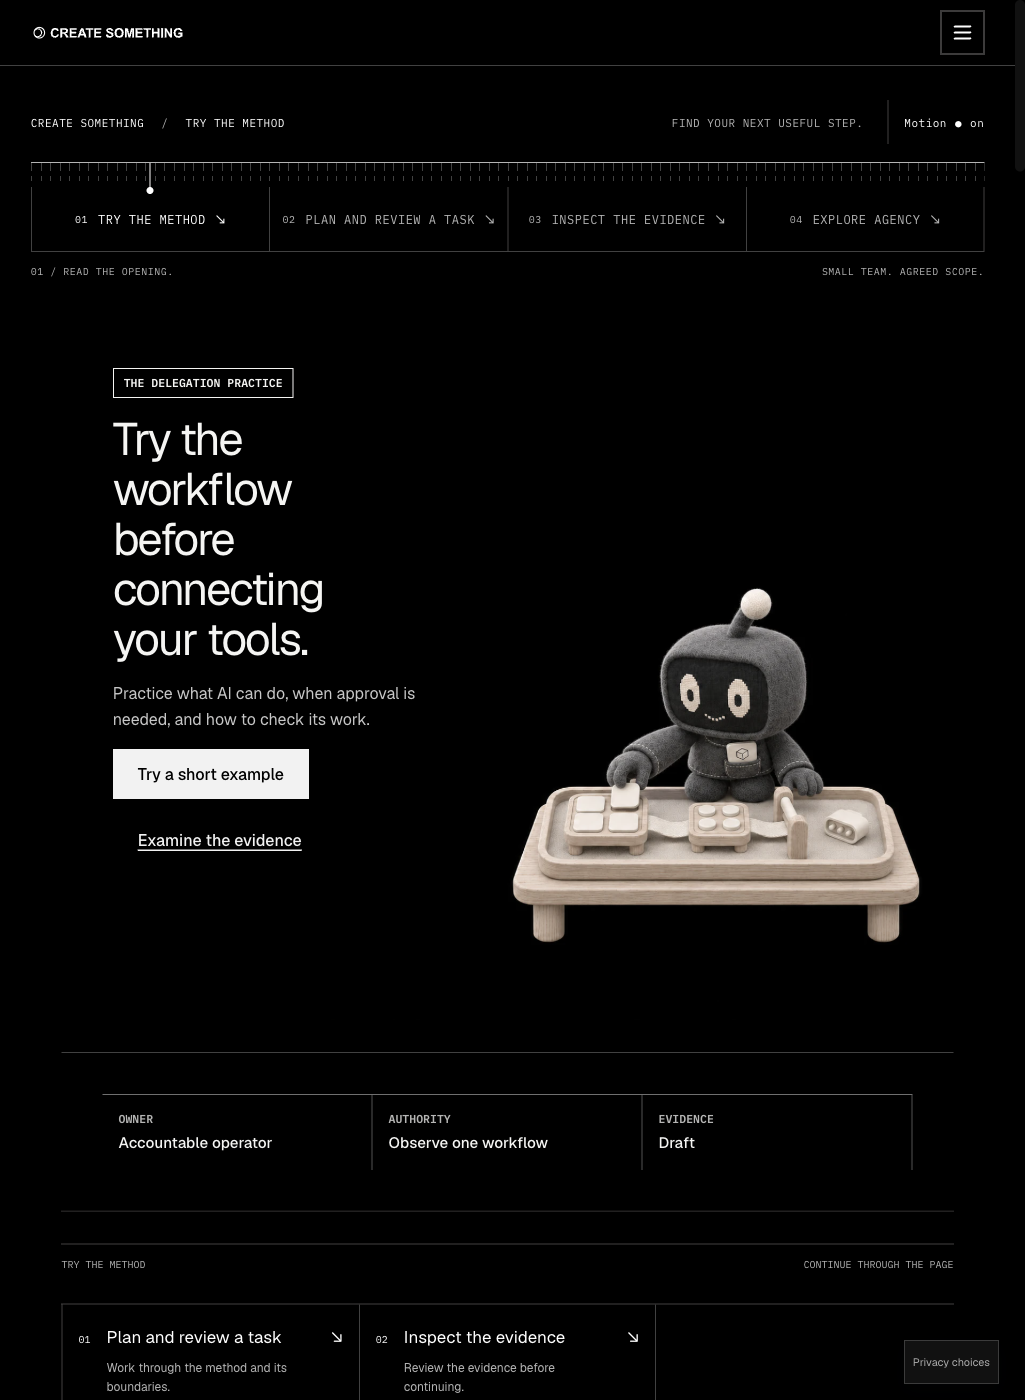 CREATE SOMETHING
CREATE SOMETHING / TRY THE METHOD
FIND YOUR NEXT USEFUL STEP.
Motion ● on
01 TRY THE METHOD ↘
02 PLAN AND REVIEW A TASK ↘
03 INSPECT THE EVIDENCE ↘
04 EXPLORE AGENCY ↘
01 / READ THE OPENING.
SMALL TEAM. AGREED SCOPE.
THE DELEGATION PRACTICE
Try the
workflow
before
connecting
your tools.
Practice what AI can do, when approval is
needed, and how to check its work.
Try a short example
Examine the evidence
OWNER
Accountable operator
AUTHORITY
Observe one workflow
EVIDENCE
Draft
TRY THE METHOD
CONTINUE THROUGH THE PAGE
01 Plan and review a task ↘
Work through the method and its
boundaries.
02 Inspect the evidence ↘
Review the evidence before
continuing.
Privacy choices